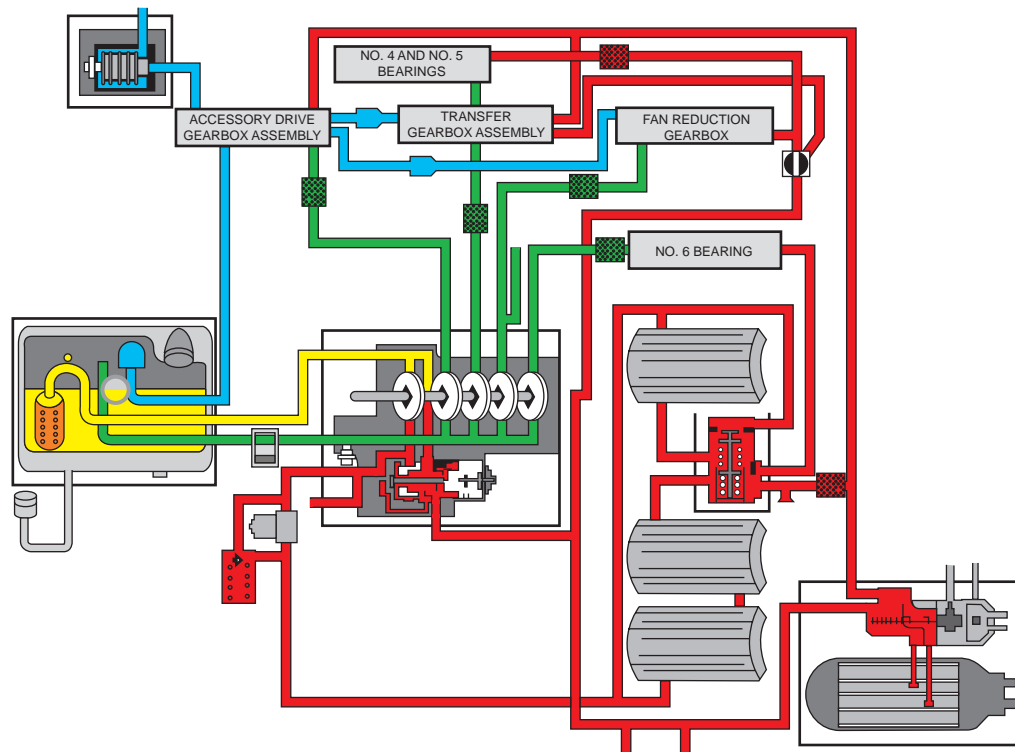 NO. 4 AND NO. 5
BEARINGS
ACCESSORY DRIVE
GEARBOX ASSEMBLY
TRANSFER
GEARBOX ASSEMBLY
FAN REDUCTION
GEARBOX
NO. 6 BEARING